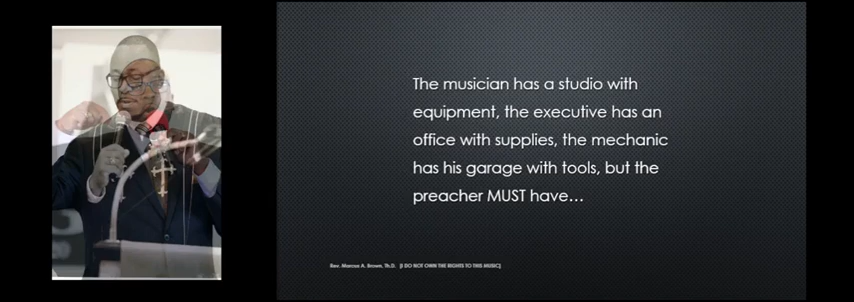 The musician has a studio with
equipment, the executive has an
office with supplies, the mechanic
has his garage with tools, but the
preacher MUST have…
Rev. Marcus A. Brown, Th.D. [I DO NOT OWN THE RIGHTS TO THIS MUSIC]